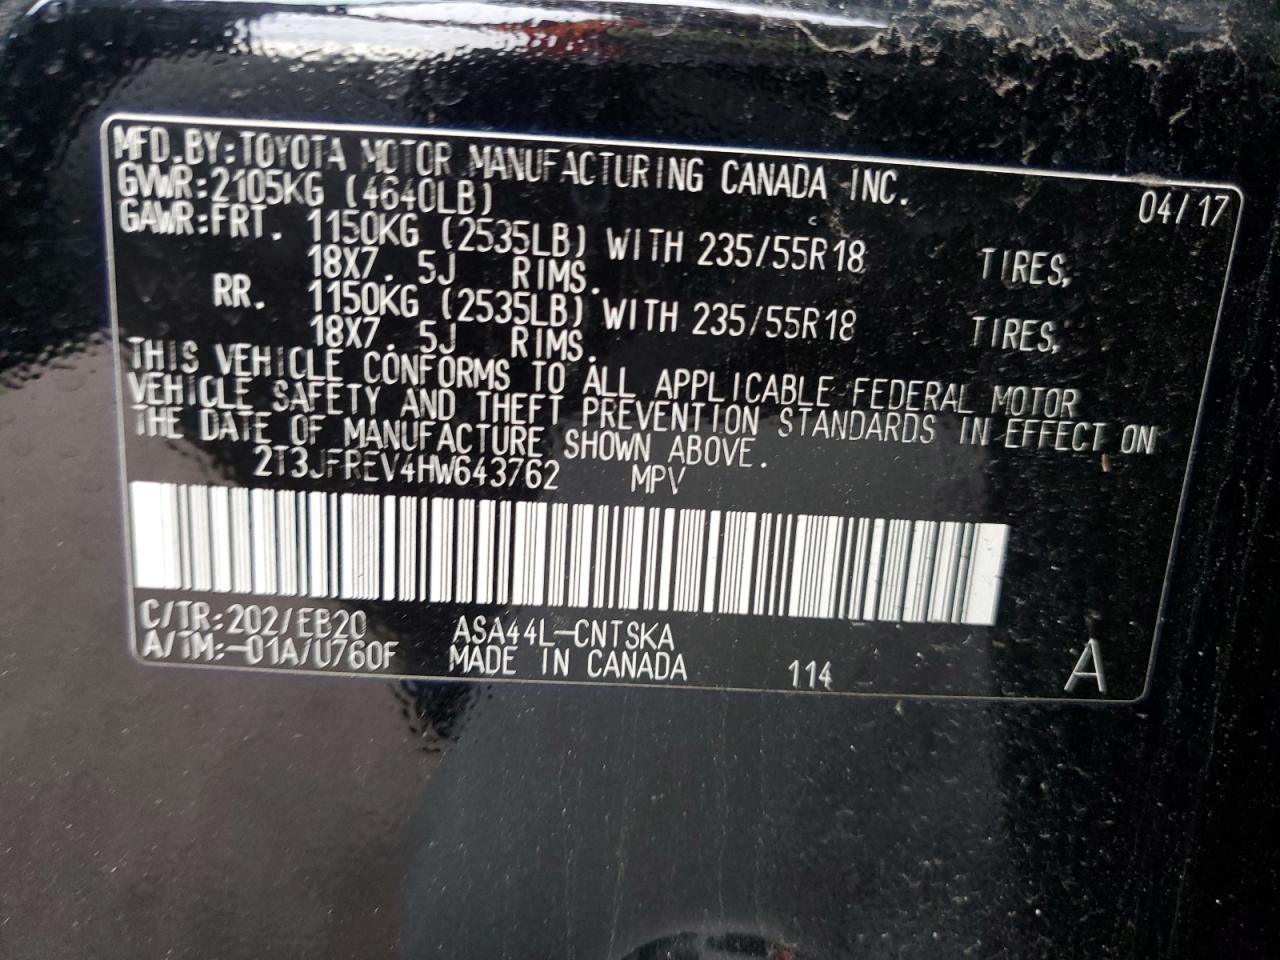 MFD.BY:TOYOTA MOTOR MANUFACTURING CANADA INC. 04/17
GVWR:2105KG (4640LB)
GAWR:FRT. 1150KG (2535LB) WITH 235/55R18 TIRES,
18X7.5J RIMS.
RR. 1150KG (2535LB) WITH 235/55R18 TIRES,
18X7.5J RIMS.
THIS VEHICLE CONFORMS TO ALL APPLICABLE FEDERAL MOTOR
VEHICLE SAFETY AND THEFT PREVENTION STANDARDS IN EFFECT ON
THE DATE OF MANUFACTURE SHOWN ABOVE.
2T3JFREV4HW643762 MPV
C/TR:202/EB20 ASA44L-CNTSKA
A/TM:-01A/U760F MADE IN CANADA 114 A